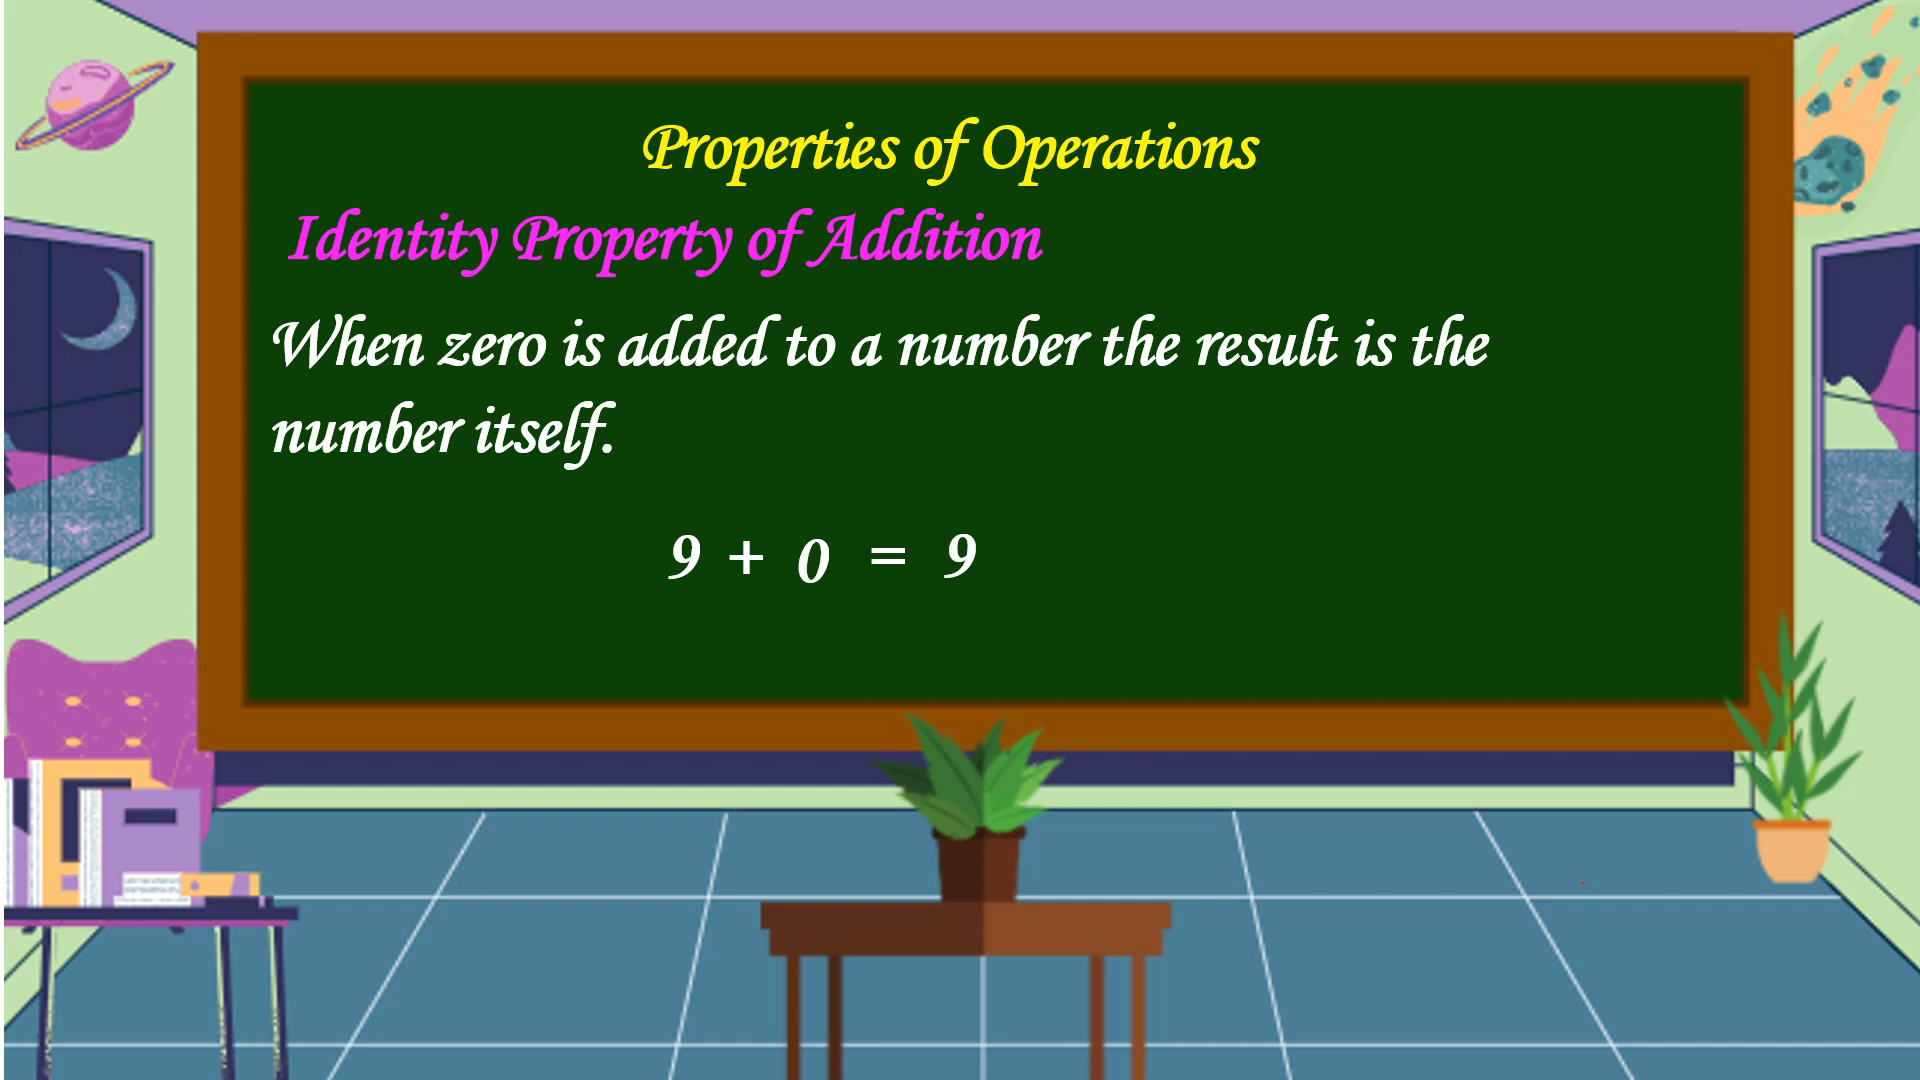 Properties of Operations
Identity Property of Addition
When zero is added to a number the result is the
number itself.
9 + 0 = 9